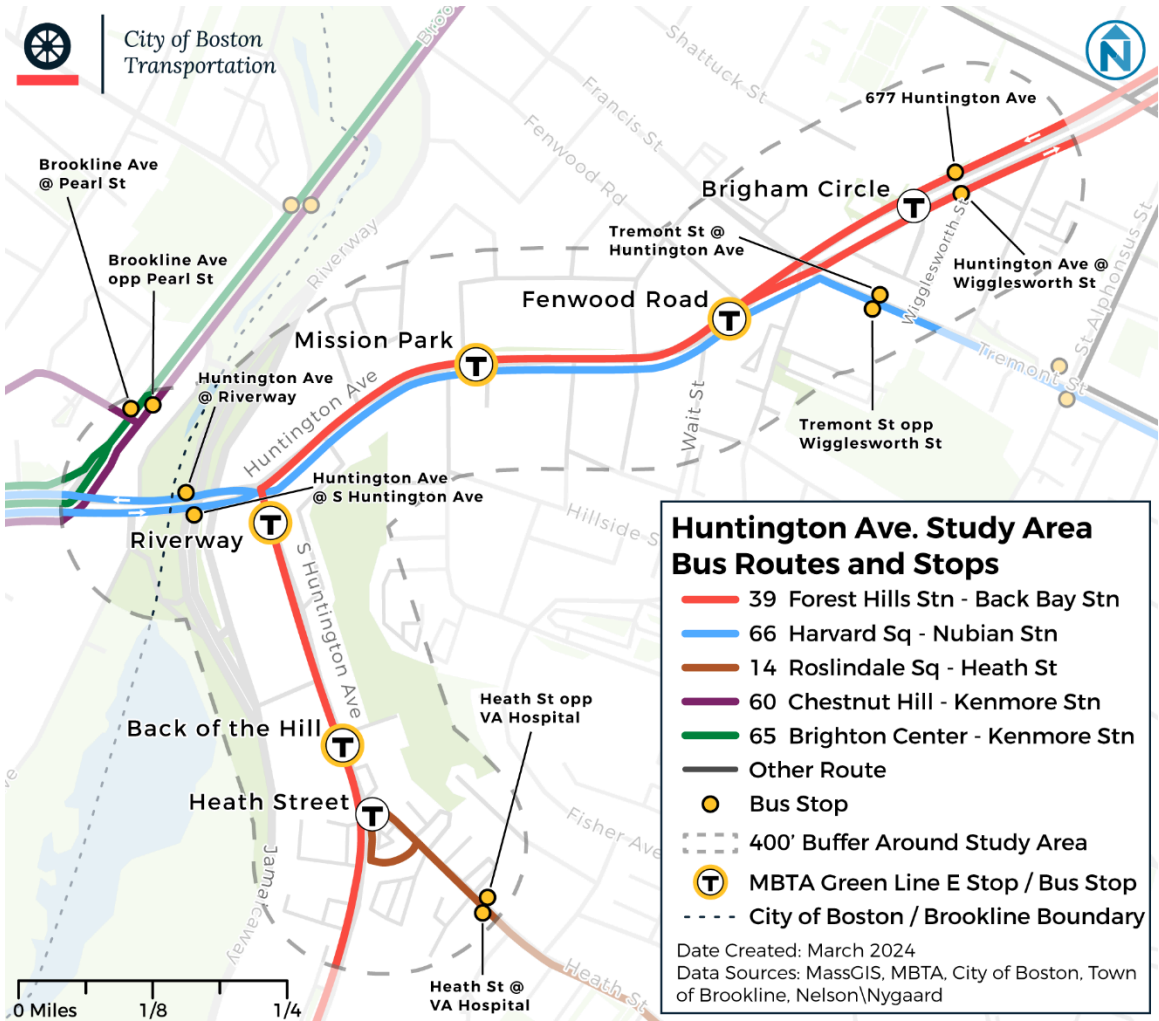 City of Boston
Transportation
N
Broo
Shattuck St
677 Huntington Ave
Francis St
Fenwood Rd
Brookline Ave
@ Pearl St
Brigham Circle
T
Riverway
Tremont St @
Huntington Ave
Brookline Ave
opp Pearl St
Wigglesworth St
Huntington Ave @
Wigglesworth St
St Alphonsus St
Fenwood Road
T
Mission Park
T
Tremont St
Huntington Ave
@ Riverway
Huntington Ave
Wait St
Tremont St opp
Wigglesworth St
Huntington Ave
@ S Huntington Ave
Riverway
T
Hillside S
S Huntington Ave
Back of the Hill
T
Heath St opp
VA Hospital
Heath Street
T
Fisher Ave
Jamaicaway
e
Heath St
Heath St @
VA Hospital
0 Miles
1/8
1/4
Huntington Ave. Study Area
Bus Routes and Stops
39 Forest Hills Stn - Back Bay Stn
66 Harvard Sq - Nubian Stn
14 Roslindale Sq - Heath St
60 Chestnut Hill - Kenmore Stn
65 Brighton Center - Kenmore Stn
Other Route
Bus Stop
400' Buffer Around Study Area
T MBTA Green Line E Stop / Bus Stop
City of Boston / Brookline Boundary
Date Created: March 2024
Data Sources: MassGIS, MBTA, City of Boston, Town
of Brookline, Nelson\Nygaard